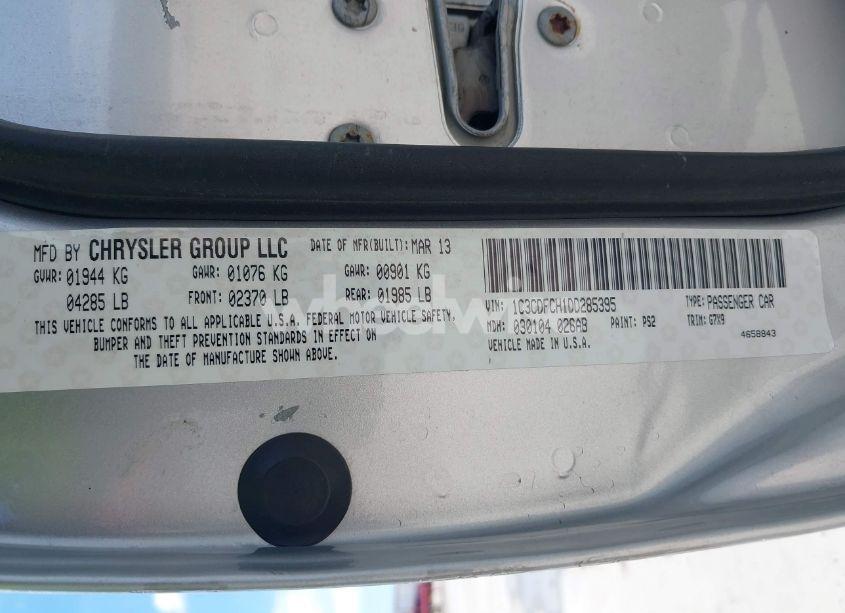 MFD BY CHRYSLER GROUP LLC DATE OF MFR(BUILT): MAR 13
GVWR: 01944 KG GAWR: 01076 KG GAWR: 00901 KG
04285 LB FRONT: 02370 LB REAR: 01985 LB
THIS VEHICLE CONFORMS TO ALL APPLICABLE U.S.A. FEDERAL MOTOR VEHICLE SAFETY,
BUMPER AND THEFT PREVENTION STANDARDS IN EFFECT ON
THE DATE OF MANUFACTURE SHOWN ABOVE.
VIN: 1C3CDFCH1DD285395 TYPE: PASSENGER CAR
MDH: 030104 026AB PAINT: PS2 TRIM: G7X9
VEHICLE MADE IN U.S.A. 4658843